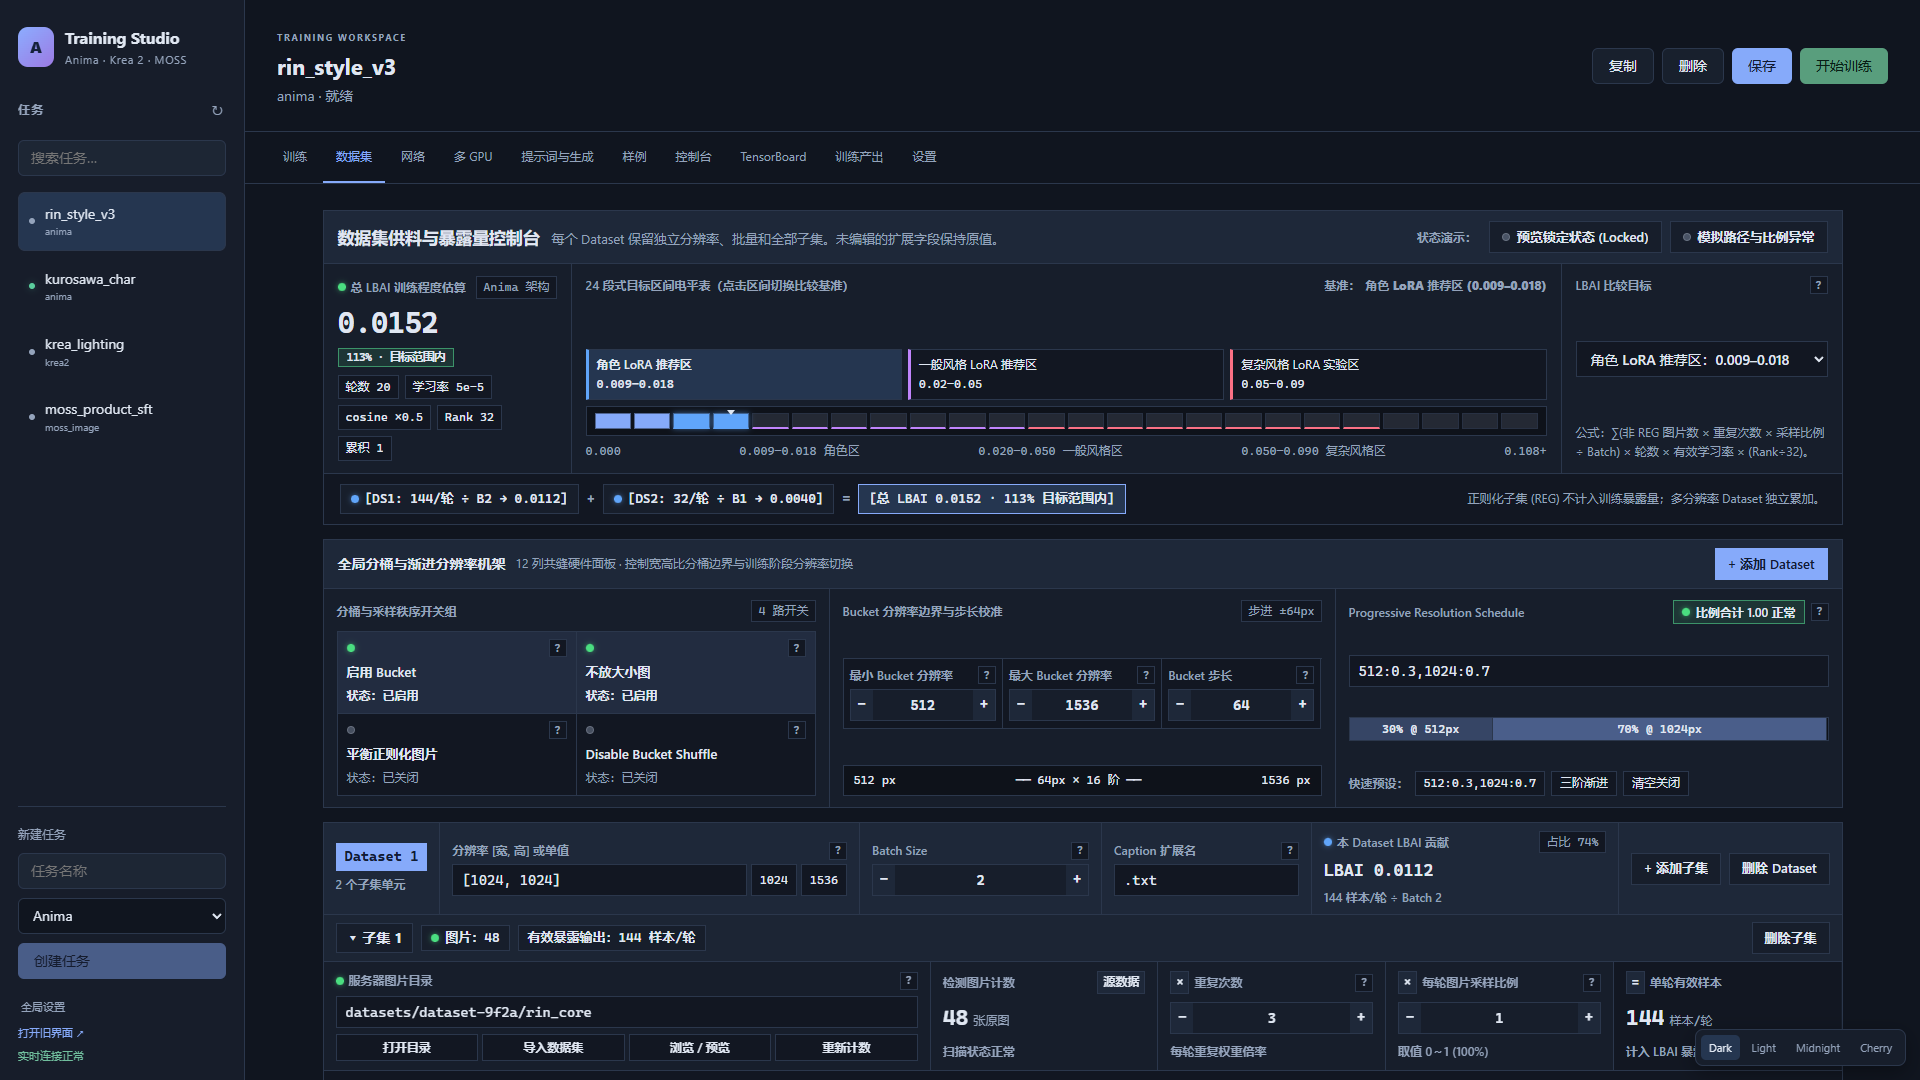 A
Training Studio
Anima · Krea 2 · MOSS
任务
↻
搜索任务...
rin_style_v3
anima
kurosawa_char
anima
krea_lighting
krea2
moss_product_sft
moss_image
新建任务
任务名称
Anima
创建任务
全局设置
打开旧界面 ↗
实时连接正常
TRAINING WORKSPACE
rin_style_v3
anima · 就绪
复制
删除
保存
开始训练
训练 数据集 网络 多 GPU 提示词与生成 样例 控制台 TensorBoard 训练产出 设置
数据集供料与暴露量控制台 每个 Dataset 保留独立分辨率、批量和全部子集。未编辑的扩展字段保持原值。
状态演示: 预览锁定状态 (Locked) 模拟路径与比例异常
总 LBAI 训练程度估算 Anima 架构
0.0152
113% · 目标范围内
轮数 20 学习率 5e-5
cosine ×0.5 Rank 32
累积 1
24 段式目标区间电平表 (点击区间切换比较基准)
基准: 角色 LoRA 推荐区 (0.009–0.018)
角色 LoRA 推荐区
0.009–0.018
一般风格 LoRA 推荐区
0.02–0.05
复杂风格 LoRA 实验区
0.05–0.09
0.000 0.009–0.018 角色区 0.020–0.050 一般风格区 0.050–0.090 复杂风格区 0.108+
LBAI 比较目标 ?
角色 LoRA 推荐区: 0.009–0.018
公式: ∑(非 REG 图片数 × 重复次数 × 采样比例
÷ Batch) × 轮数 × 有效学习率 × (Rank÷32)。
[DS1: 144/轮 ÷ B2 → 0.0112] + [DS2: 32/轮 ÷ B1 → 0.0040] = [总 LBAI 0.0152 · 113% 目标范围内]
正则化子集 (REG) 不计入训练暴露量; 多分辨率 Dataset 独立累加。
全局分桶与渐进分辨率机架 12 列共缝硬件面板 · 控制宽高比分桶边界与训练阶段分辨率切换
+ 添加 Dataset
分桶与采样秩序开关组 4 路开关
?
启用 Bucket
状态: 已启用
?
不放大小图
状态: 已启用
?
平衡正则化图片
状态: 已关闭
?
Disable Bucket Shuffle
状态: 已关闭
Bucket 分辨率边界与步长校准 步进 ±64px
最小 Bucket 分辨率 ?
− 512 +
最大 Bucket 分辨率 ?
− 1536 +
Bucket 步长 ?
− 64 +
512 px ── 64px × 16 阶 ── 1536 px
Progressive Resolution Schedule 比例合计 1.00 正常 ?
512:0.3,1024:0.7
30% @ 512px 70% @ 1024px
快速预设: 512:0.3,1024:0.7 三阶渐进 清空关闭
Dataset 1
2 个子集单元
分辨率 [宽, 高] 或单值 ?
[1024, 1024] 1024 1536
Batch Size ?
− 2 +
Caption 扩展名 ?
.txt
本 Dataset LBAI 贡献 占比 74%
LBAI 0.0112
144 样本/轮 ÷ Batch 2
+ 添加子集 删除 Dataset
▾ 子集 1 图片: 48 有效暴露输出: 144 样本/轮
删除子集
服务器图片目录 ?
datasets/dataset-9f2a/rin_core
打开目录 导入数据集 浏览 / 预览 重新计数
检测图片计数 源数据
48 张原图
扫描状态正常
× 重复次数 ?
− 3 +
每轮重复权重倍率
× 每轮图片采样比例 ?
− 1 +
取值 0~1 (100%)
= 单轮有效样本
144 样本/轮
计入 LBAI
Dark Light Midnight Cherry